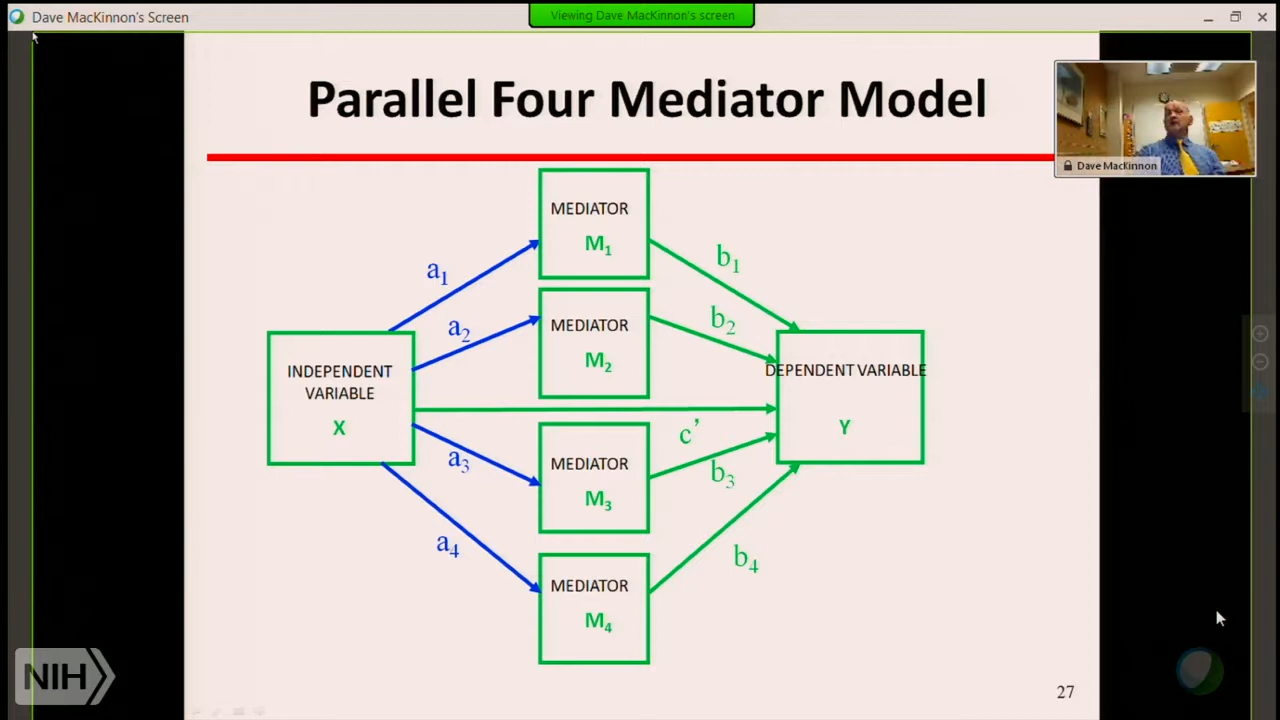 Dave MacKinnon's Screen
Viewing Dave MacKinnon's screen
Parallel Four Mediator Model
Dave MacKinnon
MEDIATOR
M₁
a₁
b₁
MEDIATOR
M₂
a₂
b₂
INDEPENDENT
VARIABLE
X
DEPENDENT VARIABLE
Y
c’
MEDIATOR
M₃
a₃
b₃
MEDIATOR
M₄
a₄
b₄
NIH
27